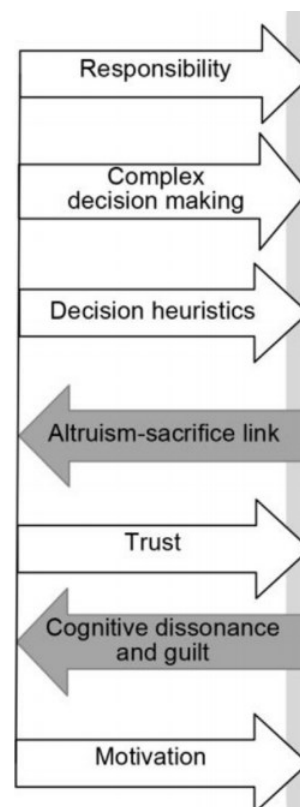 Responsibility
Complex
decision making
Decision heuristics
Altruism-sacrifice link
Trust
Cognitive dissonance
and guilt
Motivation